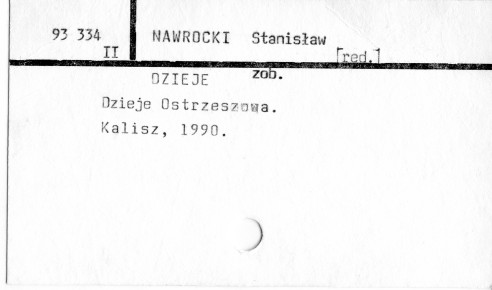 93 334 NAWROCKI Stanisław
II [red.]
DZIEJE zob.
Dzieje Ostrzeszowa.
Kalisz, 1990.